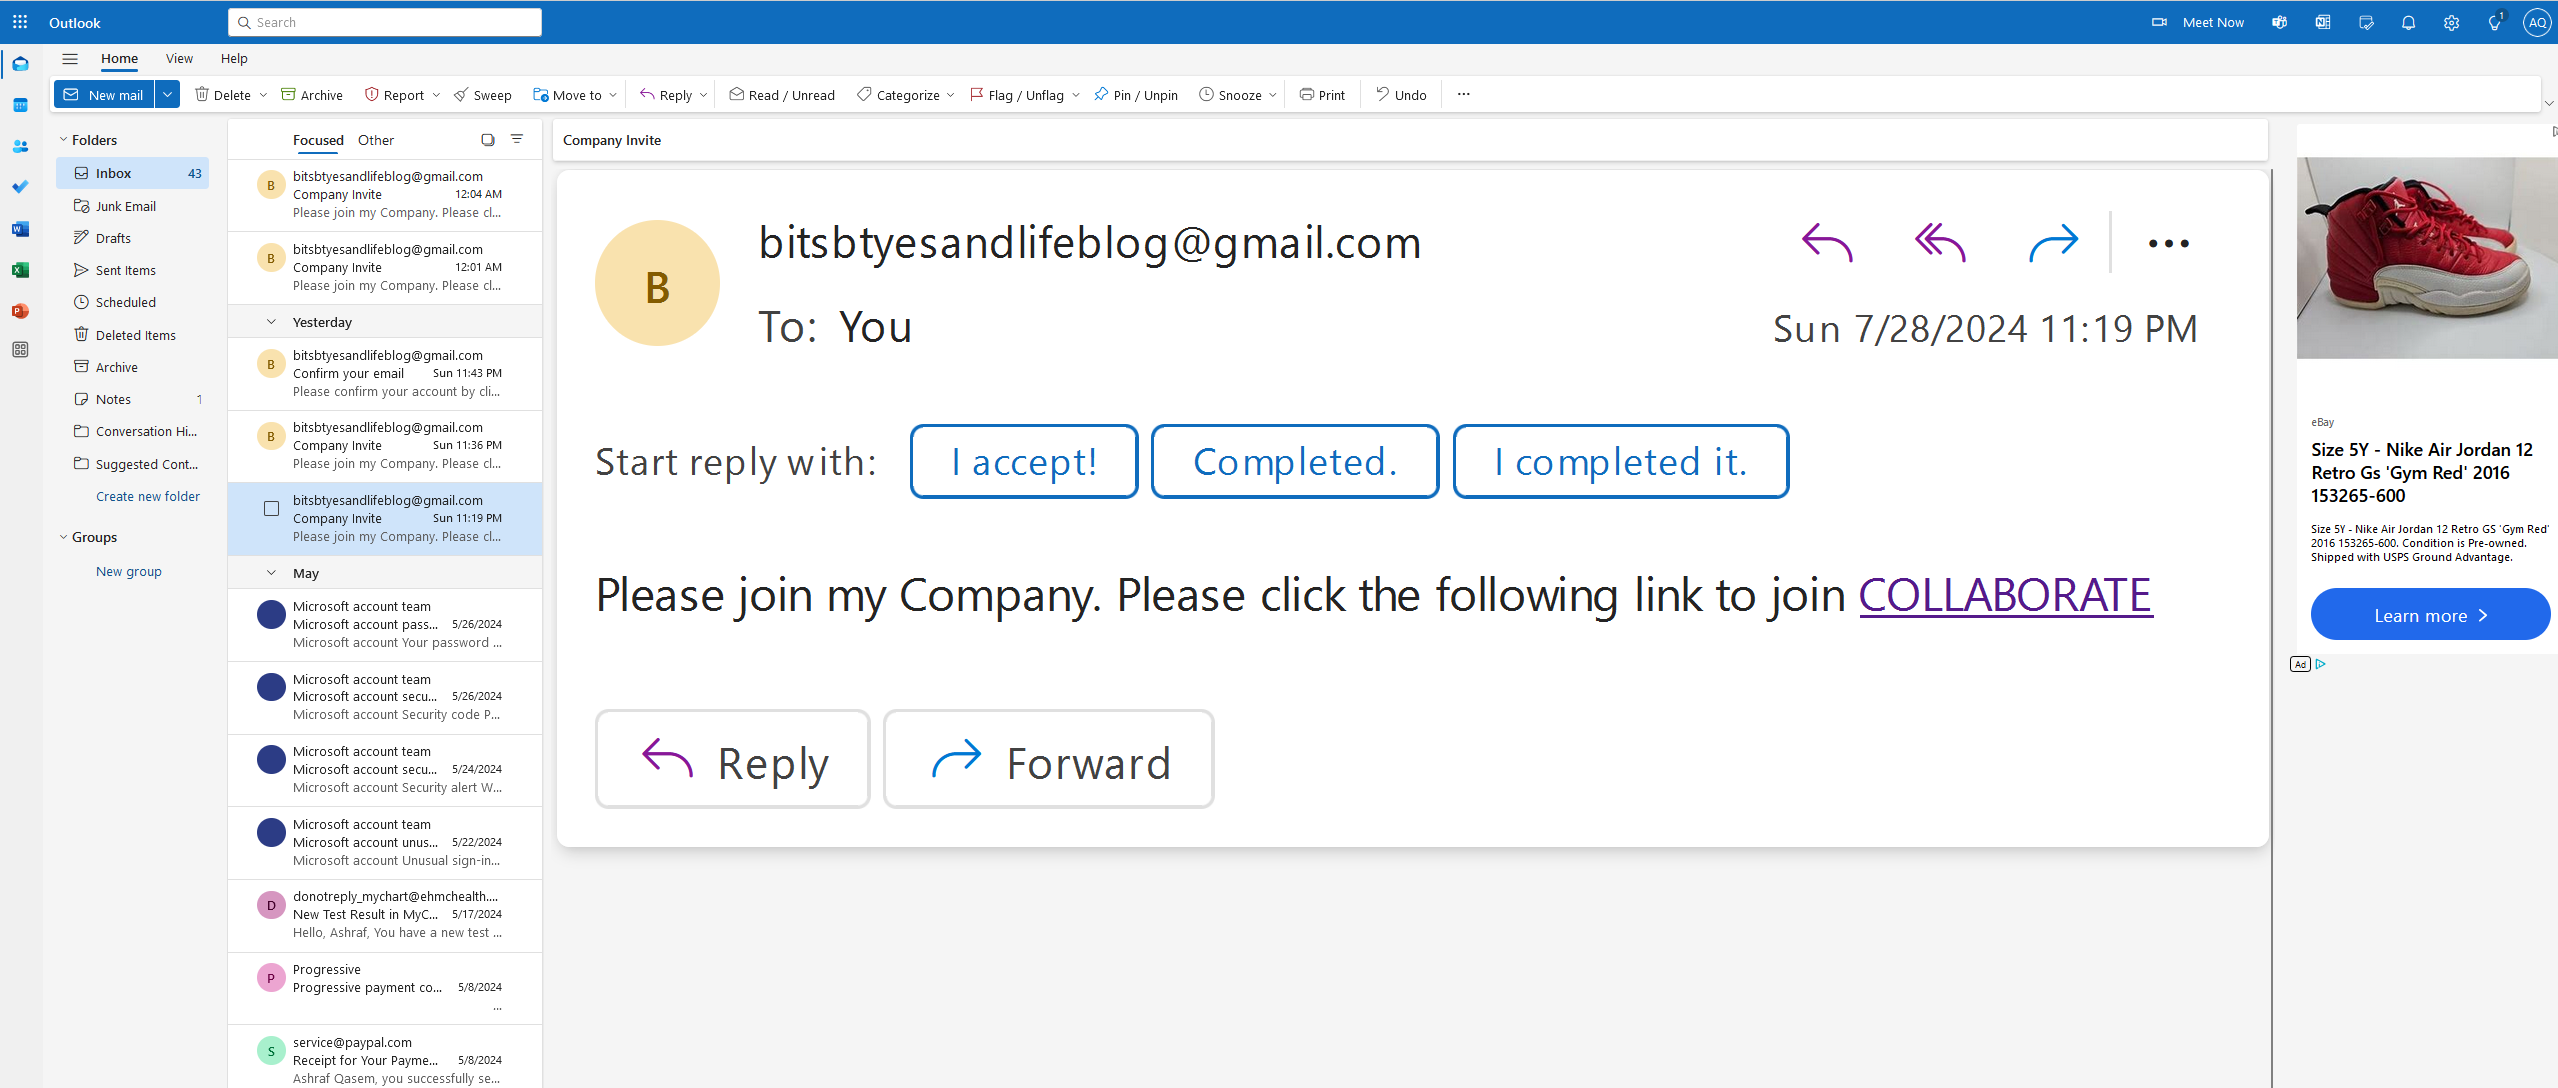 Outlook
Search
Meet Now
1
AQ
Home View Help
New mail Delete Archive Report Sweep Move to Reply Read / Unread Categorize Flag / Unflag Pin / Unpin Snooze Print Undo ...
Folders
Inbox 43
Junk Email
Drafts
Sent Items
Scheduled
Deleted Items
Archive
Notes 1
Conversation Hi...
Suggested Cont...
Create new folder
Groups
New group
Focused Other
B
bitsbtyesandlifeblog@gmail.com
Company Invite 12:04 AM
Please join my Company. Please cl...
B
bitsbtyesandlifeblog@gmail.com
Company Invite 12:01 AM
Please join my Company. Please cl...
Yesterday
B
bitsbtyesandlifeblog@gmail.com
Confirm your email Sun 11:43 PM
Please confirm your account by cli...
B
bitsbtyesandlifeblog@gmail.com
Company Invite Sun 11:36 PM
Please join my Company. Please cl...
bitsbtyesandlifeblog@gmail.com
Company Invite Sun 11:19 PM
Please join my Company. Please cl...
May
Microsoft account team
Microsoft account pass... 5/26/2024
Microsoft account Your password ...
Microsoft account team
Microsoft account secu... 5/26/2024
Microsoft account Security code P...
Microsoft account team
Microsoft account secu... 5/24/2024
Microsoft account Security alert W...
Microsoft account team
Microsoft account unus... 5/22/2024
Microsoft account Unusual sign-in...
D
donotreply_mychart@ehmchealth....
New Test Result in MyC... 5/17/2024
Hello, Ashraf, You have a new test ...
P
Progressive
Progressive payment co... 5/8/2024
...
S
service@paypal.com
Receipt for Your Payme... 5/8/2024
Ashraf Qasem, you successfully se...
Company Invite
B
bitsbtyesandlifeblog@gmail.com
To: You
Sun 7/28/2024 11:19 PM
Start reply with: I accept! Completed. I completed it.
Please join my Company. Please click the following link to join COLLABORATE
Reply Forward
eBay
Size 5Y - Nike Air Jordan 12
Retro Gs 'Gym Red' 2016
153265-600
Size 5Y - Nike Air Jordan 12 Retro GS 'Gym Red'
2016 153265-600. Condition is Pre-owned.
Shipped with USPS Ground Advantage.
Learn more
Ad